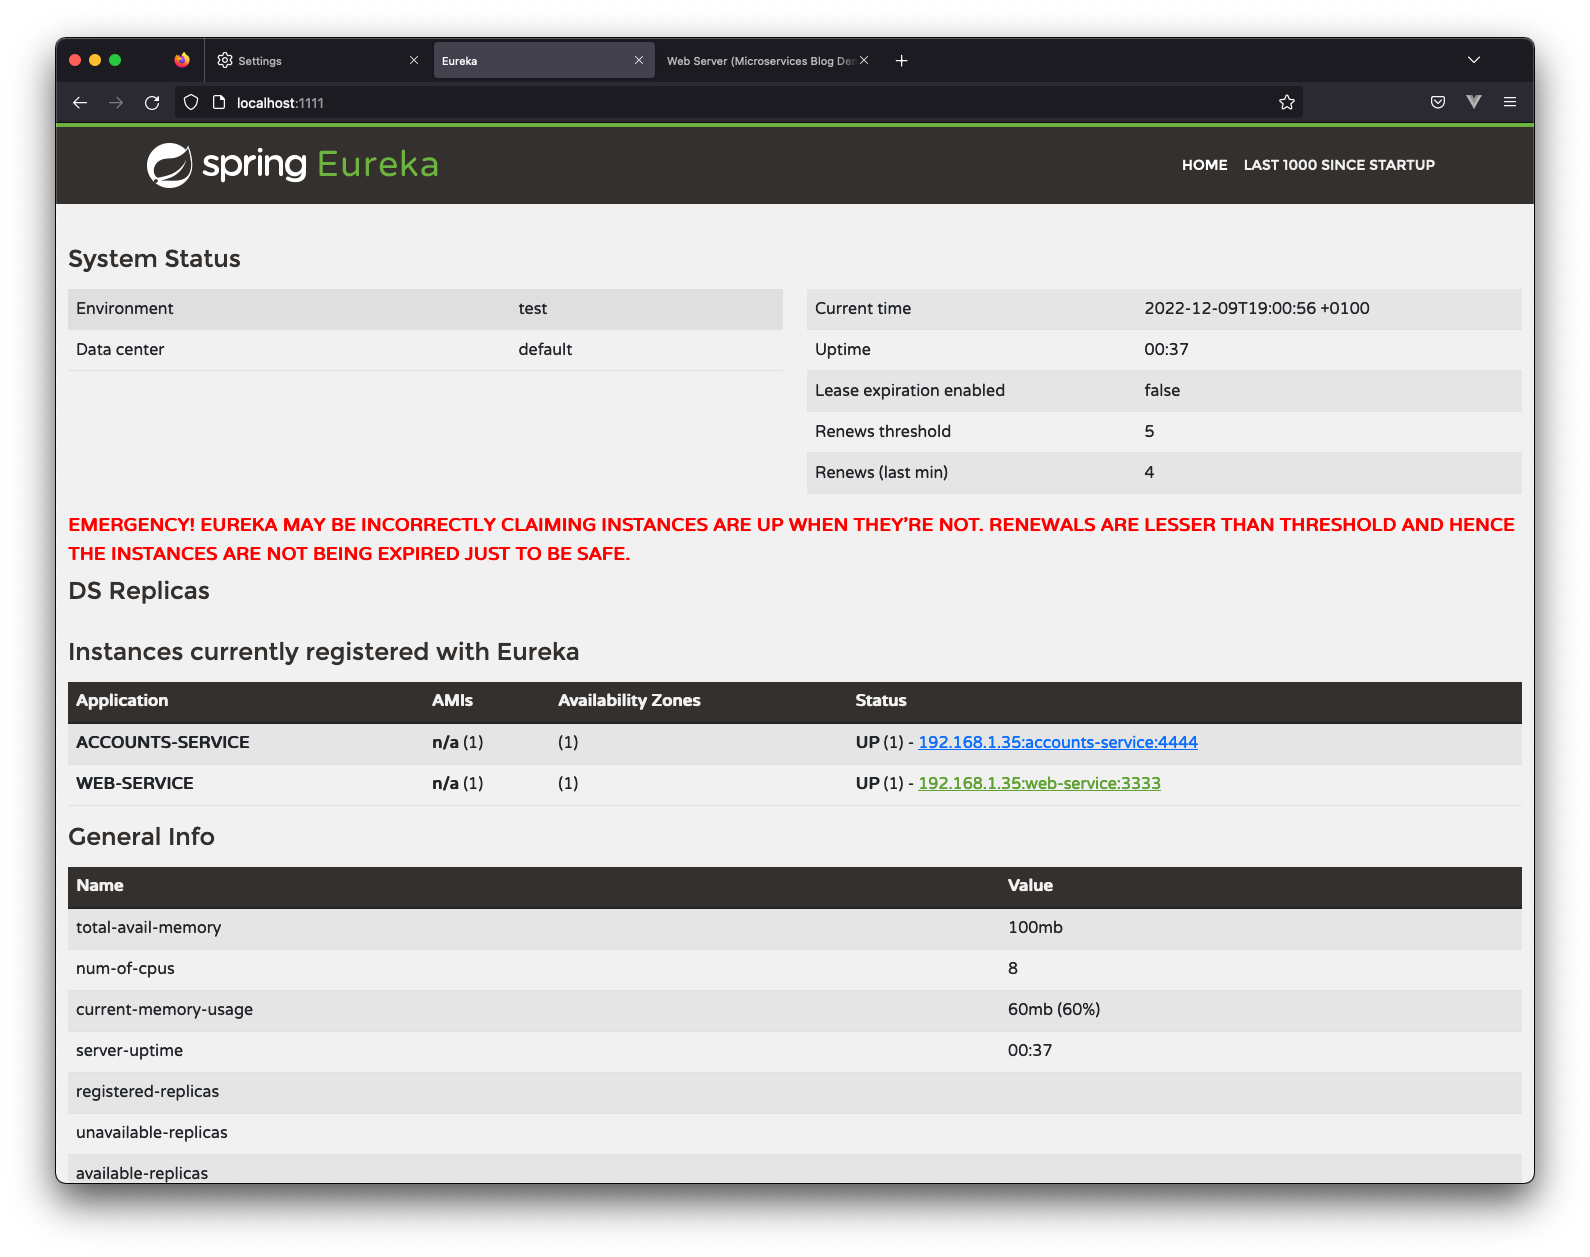 Settings
Eureka
Web Server (Microservices Blog De
localhost:1111
spring Eureka
HOME LAST 1000 SINCE STARTUP
System Status
Environment test
Data center default
Current time 2022-12-09T19:00:56 +0100
Uptime 00:37
Lease expiration enabled false
Renews threshold 5
Renews (last min) 4
EMERGENCY! EUREKA MAY BE INCORRECTLY CLAIMING INSTANCES ARE UP WHEN THEY'RE NOT. RENEWALS ARE LESSER THAN THRESHOLD AND HENCE
THE INSTANCES ARE NOT BEING EXPIRED JUST TO BE SAFE.
DS Replicas
Instances currently registered with Eureka
Application AMIs Availability Zones Status
ACCOUNTS-SERVICE n/a (1) (1) UP (1) - 192.168.1.35:accounts-service:4444
WEB-SERVICE n/a (1) (1) UP (1) - 192.168.1.35:web-service:3333
General Info
Name Value
total-avail-memory 100mb
num-of-cpus 8
current-memory-usage 60mb (60%)
server-uptime 00:37
registered-replicas
unavailable-replicas
available-replicas